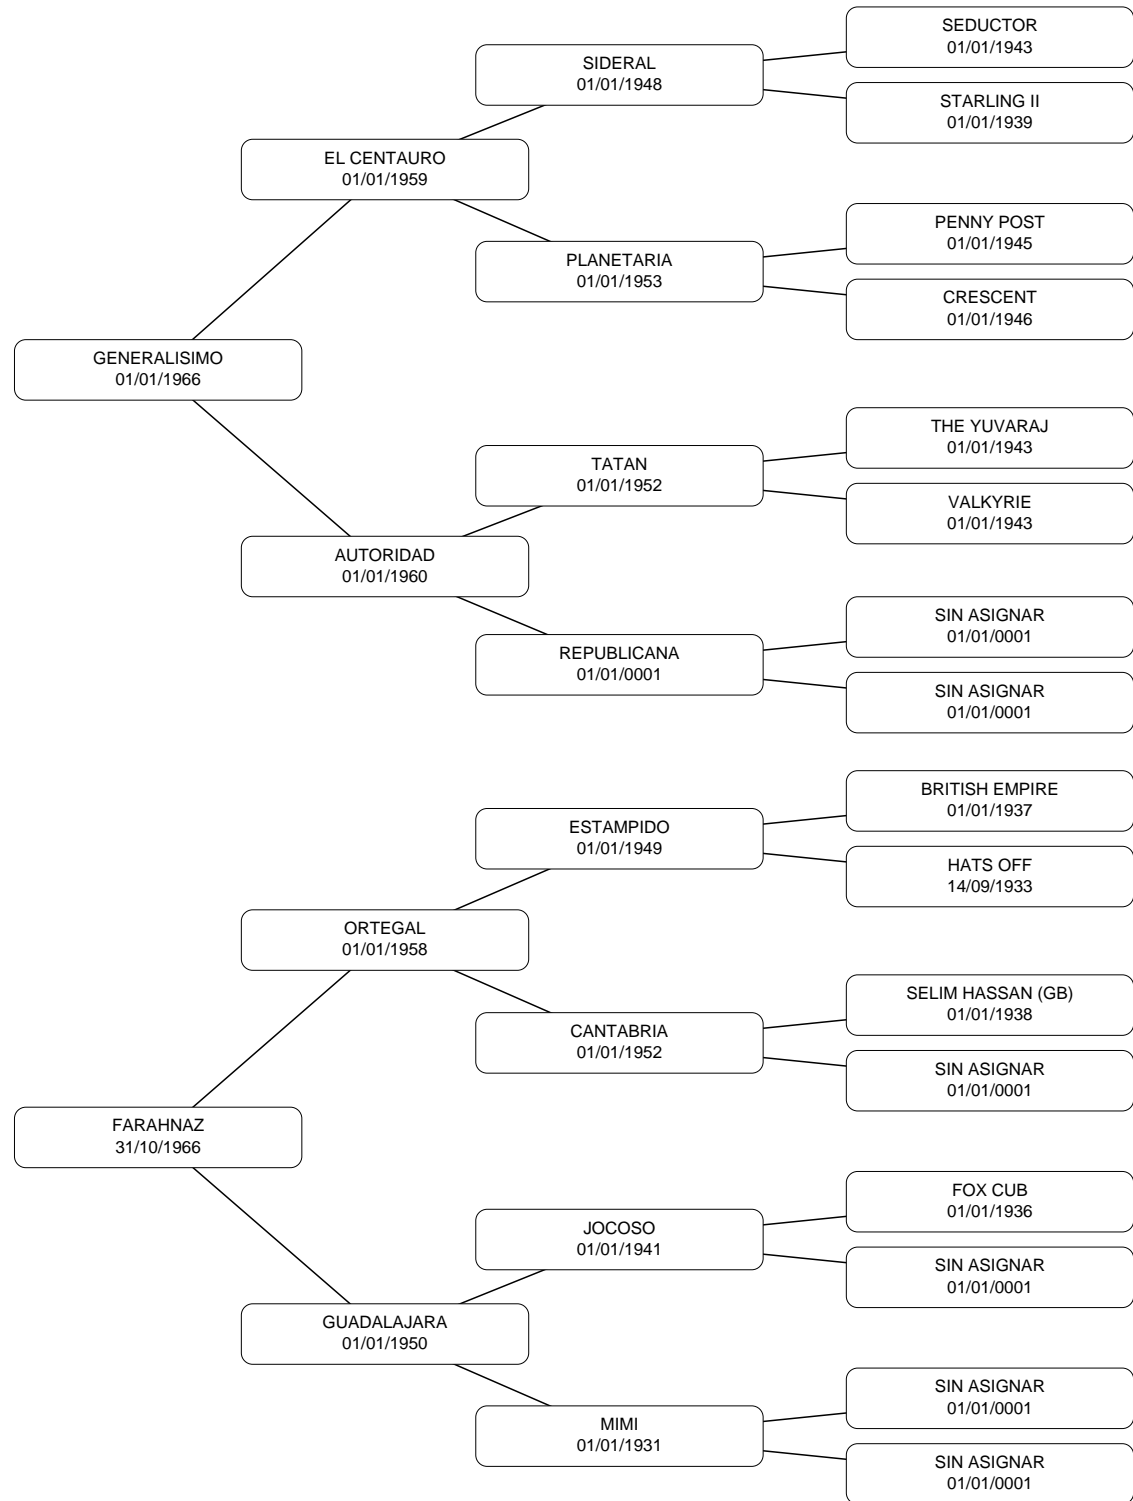 SEDUCTOR
01/01/1943
SIDERAL
01/01/1948
STARLING II
01/01/1939
EL CENTAURO
01/01/1959
PENNY POST
01/01/1945
PLANETARIA
01/01/1953
CRESCENT
01/01/1946
GENERALISIMO
01/01/1966
THE YUVARAJ
01/01/1943
TATAN
01/01/1952
VALKYRIE
01/01/1943
AUTORIDAD
01/01/1960
SIN ASIGNAR
01/01/0001
REPUBLICANA
01/01/0001
SIN ASIGNAR
01/01/0001
BRITISH EMPIRE
01/01/1937
ESTAMPIDO
01/01/1949
HATS OFF
14/09/1933
ORTEGAL
01/01/1958
SELIM HASSAN (GB)
01/01/1938
CANTABRIA
01/01/1952
SIN ASIGNAR
01/01/0001
FARAHNAZ
31/10/1966
FOX CUB
01/01/1936
JOCOSO
01/01/1941
SIN ASIGNAR
01/01/0001
GUADALAJARA
01/01/1950
SIN ASIGNAR
01/01/0001
MIMI
01/01/1931
SIN ASIGNAR
01/01/0001